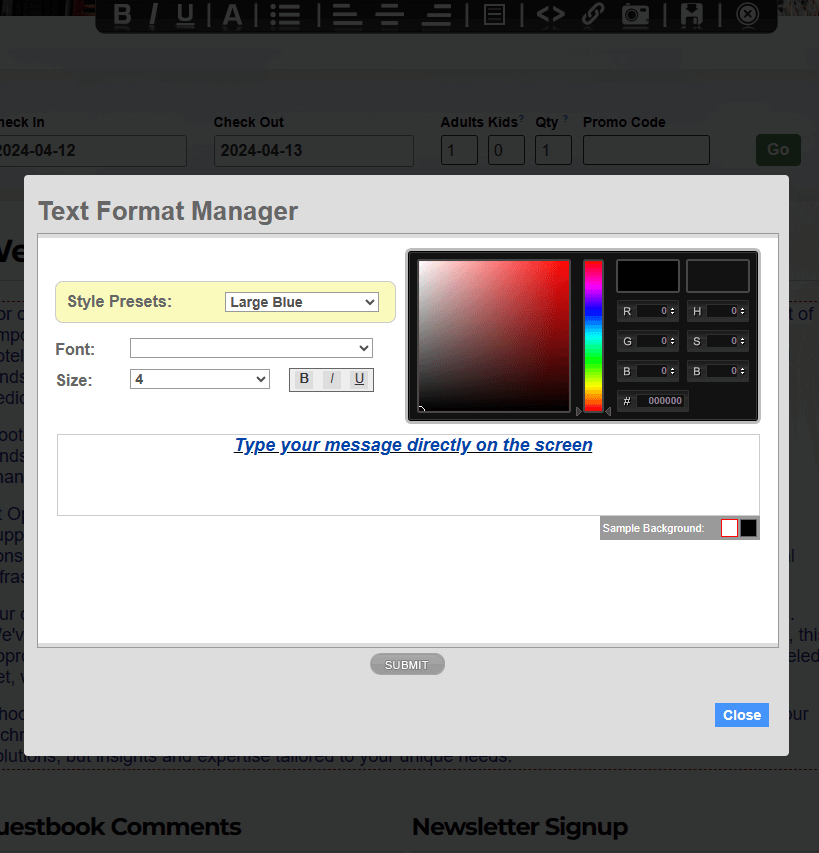 B I U A
Check In Check Out Adults Kids? Qty ? Promo Code
2024-04-12 2024-04-13 1 0 1 Go
Text Format Manager
Style Presets: Large Blue
R 0 H 0
Font:
G 0 S 0
Size: 4 B I U
B 0 B 0
# 000000
Type your message directly on the screen
Sample Background:
SUBMIT
Close
solutions, but insights and expertise tailored to your unique needs.
uestbook Comments Newsletter Signup